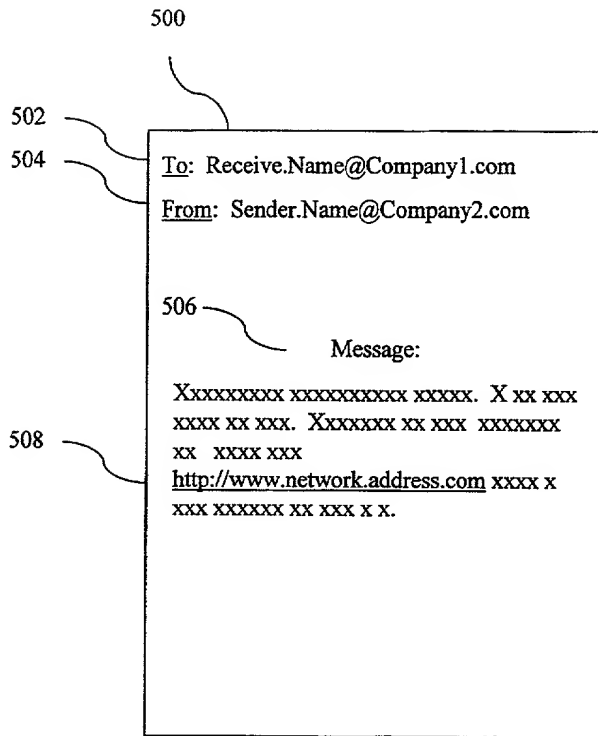 500
502
To: Receive.Name@Company1.com
504
From: Sender.Name@Company2.com
506
Message:
Xxxxxxxxx xxxxxxxxxx xxxxx. X xx xxx
xxxx xx xxx. Xxxxxxx xx xxx xxxxxxx
508
xx xxxx xxx
http://www.network.address.com xxxx x
xxx xxxxxx xx xxx x x.